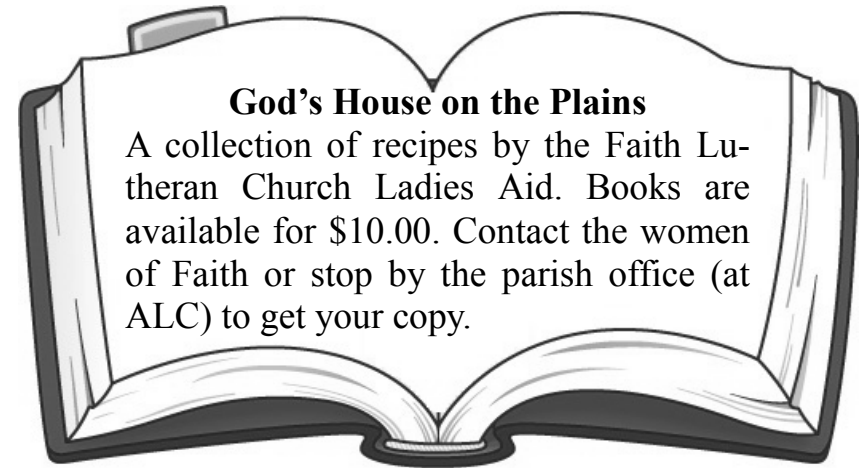 God’s House on the Plains
A collection of recipes by the Faith Lu-
theran Church Ladies Aid. Books are
available for $10.00. Contact the women
of Faith or stop by the parish office (at
ALC) to get your copy.